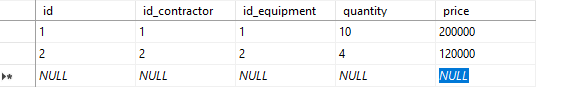 id id_contractor id_equipment quantity price
1 1 1 10 200000
2 2 2 4 120000
NULL NULL NULL NULL NULL